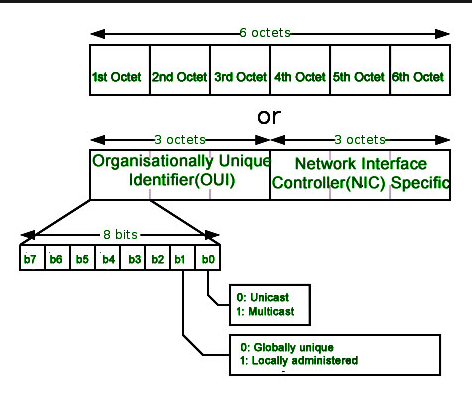 6 octets
1st Octet 2nd Octet 3rd Octet 4th Octet 5th Octet 6th Octet
or
3 octets 3 octets
Organisationally Unique
Identifier(OUI)
Network Interface
Controller(NIC) Specific
8 bits
b7 b6 b5 b4 b3 b2 b1 b0
0: Unicast
1: Multicast
0: Globally unique
1: Locally administered